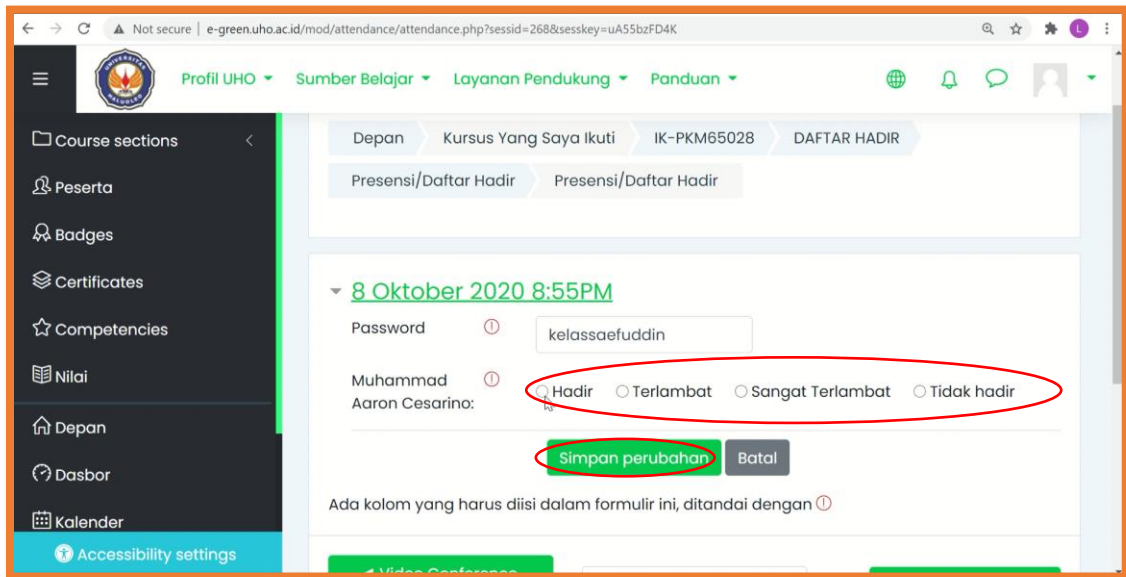 Not secure | e-green.uho.ac.id/mod/attendance/attendance.php?sessid=268&sesskey=uA55bzFD4K
L
UNIVERSITAS
HALUOLEO
Profil UHO Sumber Belajar Layanan Pendukung Panduan
Course sections
Peserta
Badges
Certificates
Competencies
Nilai
Depan
Dasbor
Kalender
Accessibility settings
Depan Kursus Yang Saya Ikuti IK-PKM65028 DAFTAR HADIR
Presensi/Daftar Hadir Presensi/Daftar Hadir
8 Oktober 2020 8:55PM
Password kelassaefuddin
Muhammad
Aaron Cesarino:
Hadir Terlambat Sangat Terlambat Tidak hadir
Simpan perubahan Batal
Ada kolom yang harus diisi dalam formulir ini, ditandai dengan
Video Conference